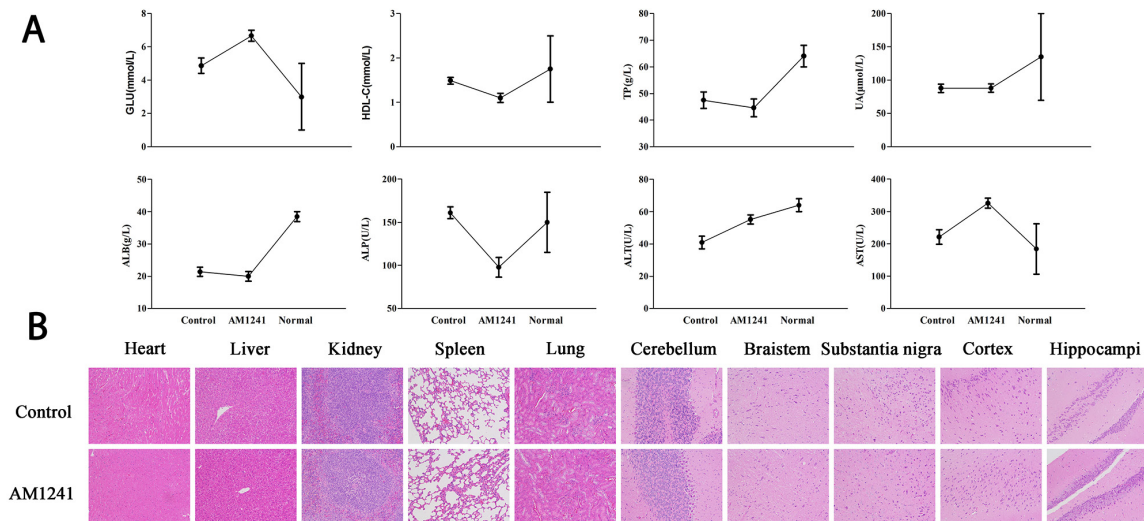 A
GLU(mmol/L)
8
6
4
2
0
HDL-C(mmol/L)
3
2
1
0
TP(g/L)
80
70
60
50
40
30
UA(μmol/L)
200
150
100
50
0
ALB(g/L)
50
40
30
20
10
Control AM1241 Normal
ALP(U/L)
200
150
100
50
Control AM1241 Normal
ALT(U/L)
80
60
40
20
0
Control AM1241 Normal
AST(U/L)
400
300
200
100
0
Control AM1241 Normal
B
Heart Liver Kidney Spleen Lung Cerebellum Braistem Substantia nigra Cortex Hippocampi
Control
AM1241